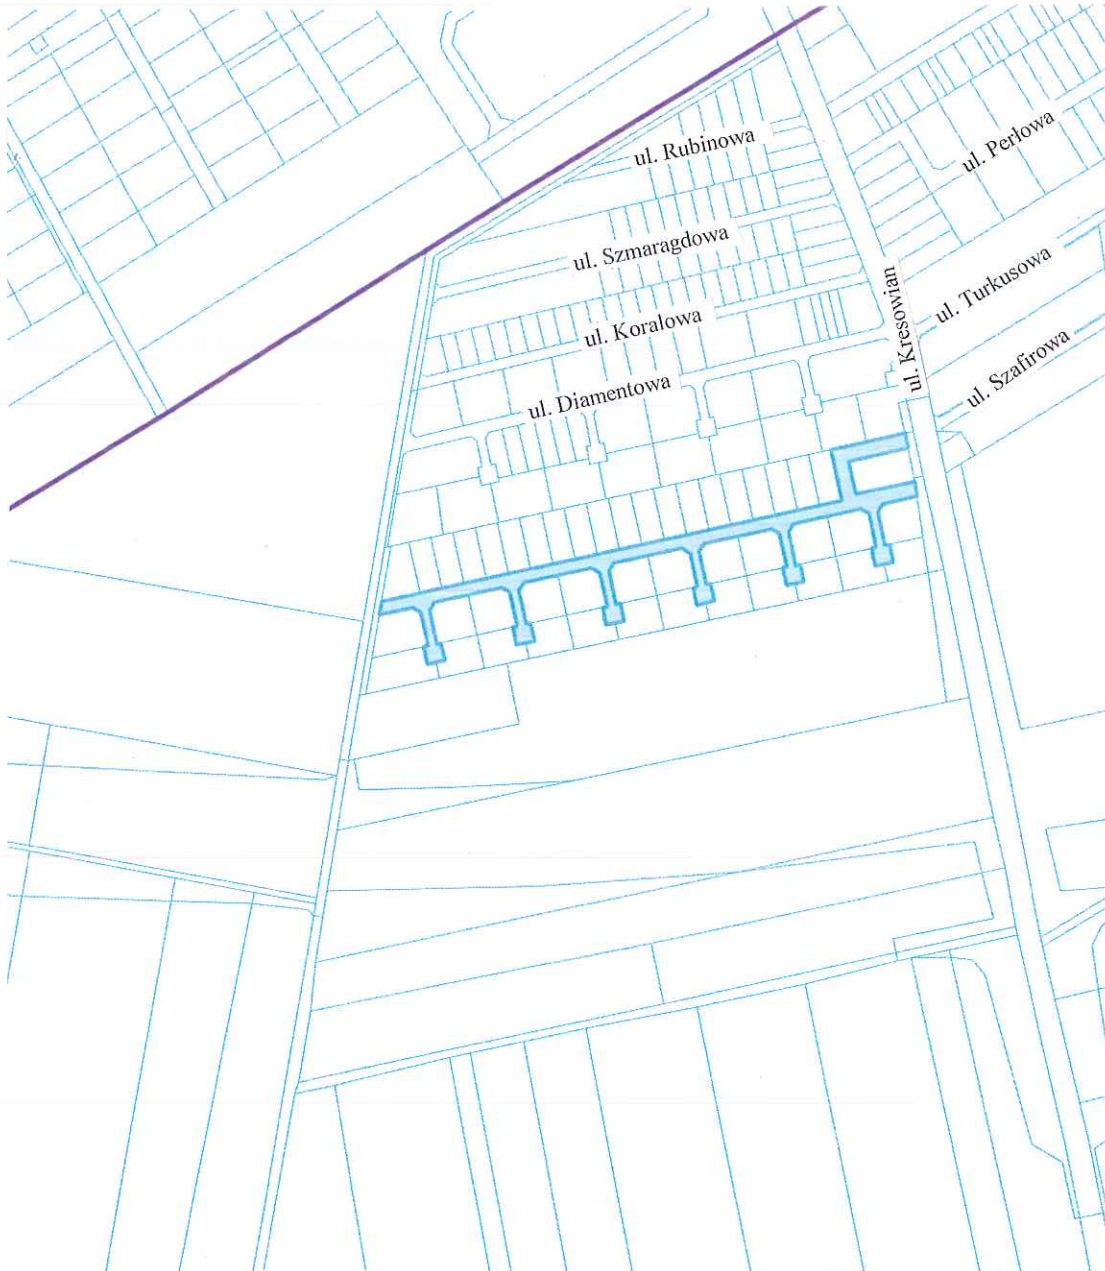 ul. Rubinowa
ul. Perłowa
ul. Szmaragdowa
ul. Turkusowa
ul. Koralowa
ul. Kresowian
ul. Szafirowa
ul. Diamentowa